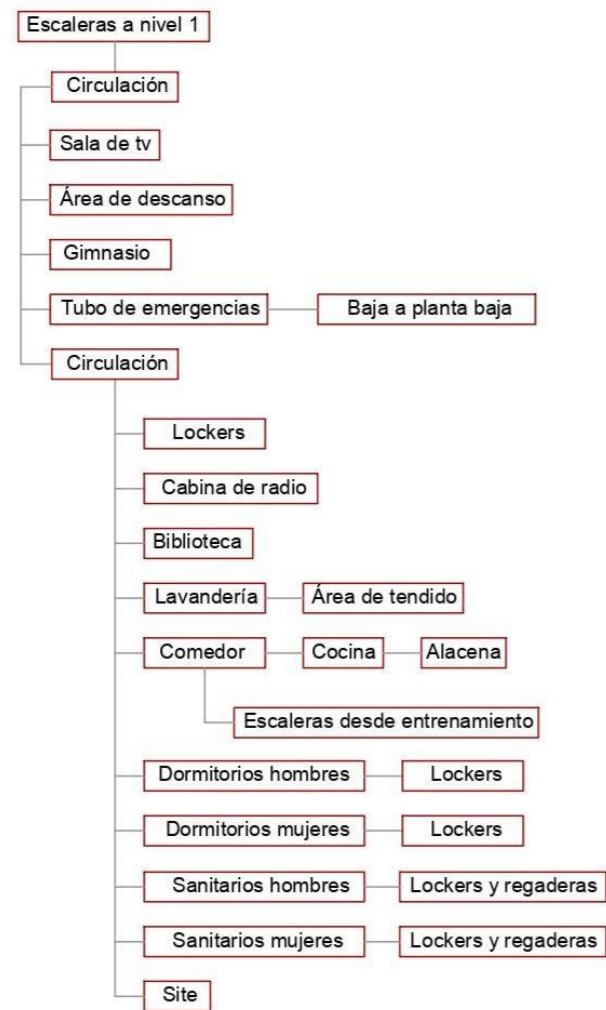 Escaleras a nivel 1
Circulación
Sala de tv
Área de descanso
Gimnasio
Tubo de emergencias
Baja a planta baja
Circulación
Lockers
Cabina de radio
Biblioteca
Lavandería
Área de tendido
Comedor
Cocina
Alacena
Escaleras desde entrenamiento
Dormitorios hombres
Lockers
Dormitorios mujeres
Lockers
Sanitarios hombres
Lockers y regaderas
Sanitarios mujeres
Lockers y regaderas
Site